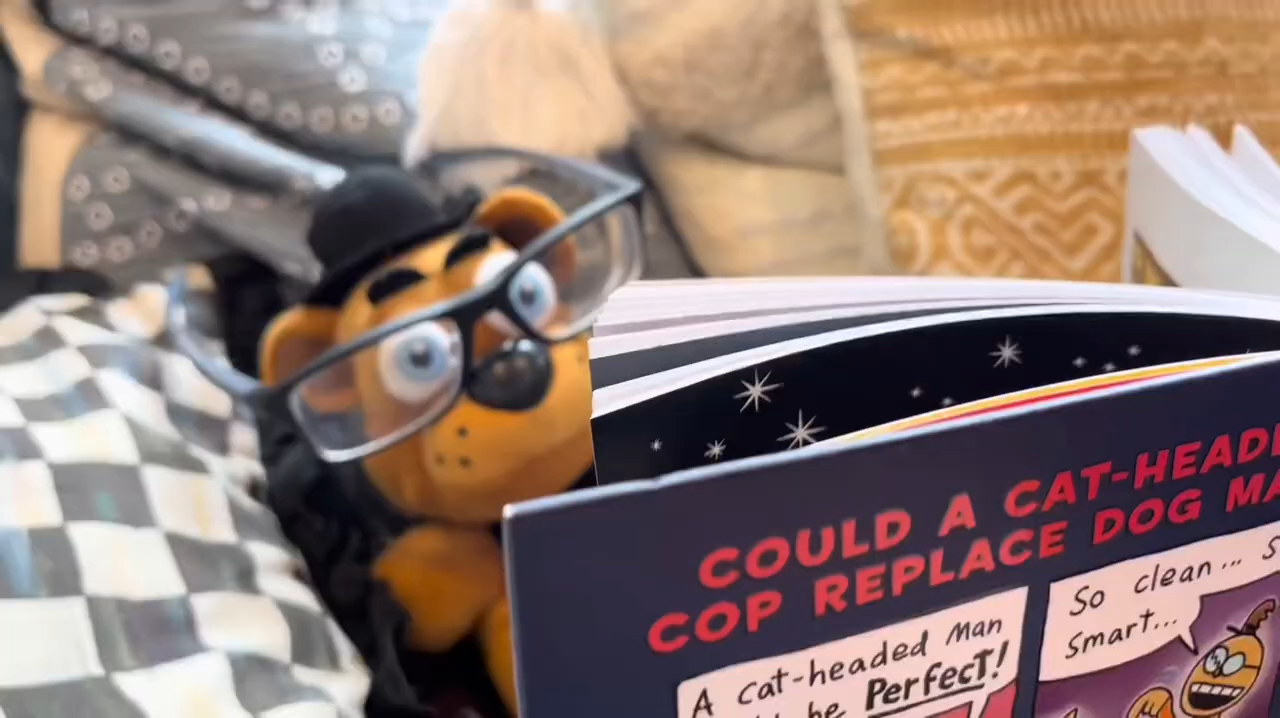 COULD A CAT-HEADE
COP REPLACE DOG MA
A cat-headed Man
be Perfect!
So clean... S
Smart...